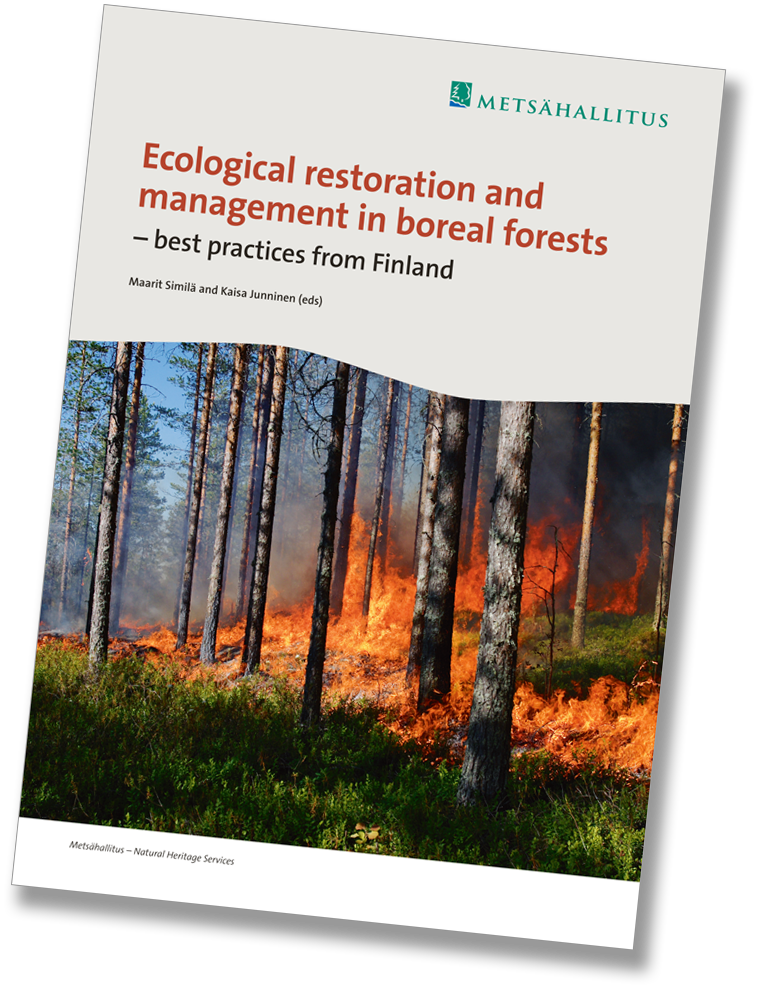 METSÄHALLITUS
Ecological restoration and
management in boreal forests
– best practices from Finland
Maarit Similä and Kaisa Junninen (eds)
Metsähallitus – Natural Heritage Services